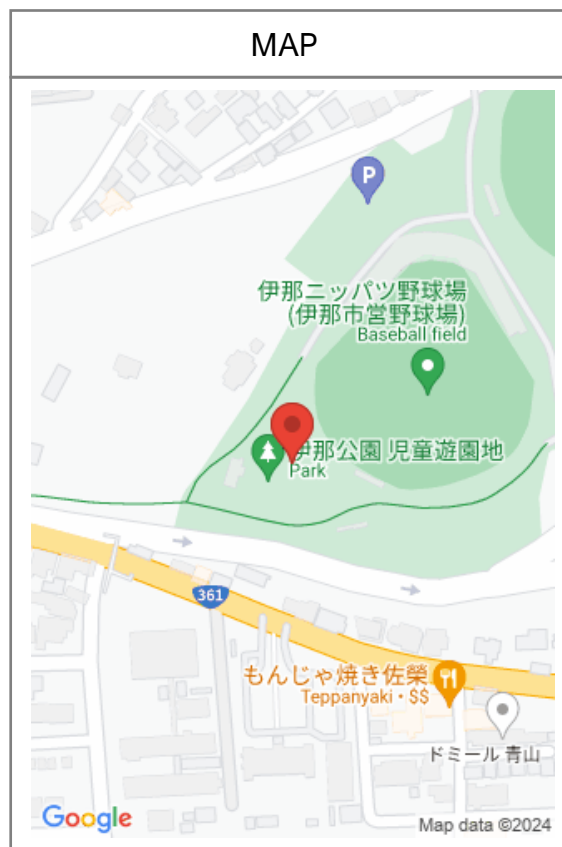 MAP
P
伊那ニッパツ野球場
(伊那市営野球場)
Baseball field
伊那公園 児童遊園地
Park
361
もんじゃ焼き佐榮
Teppanyaki・$$
ドミール 青山
Google
Map data ©2024